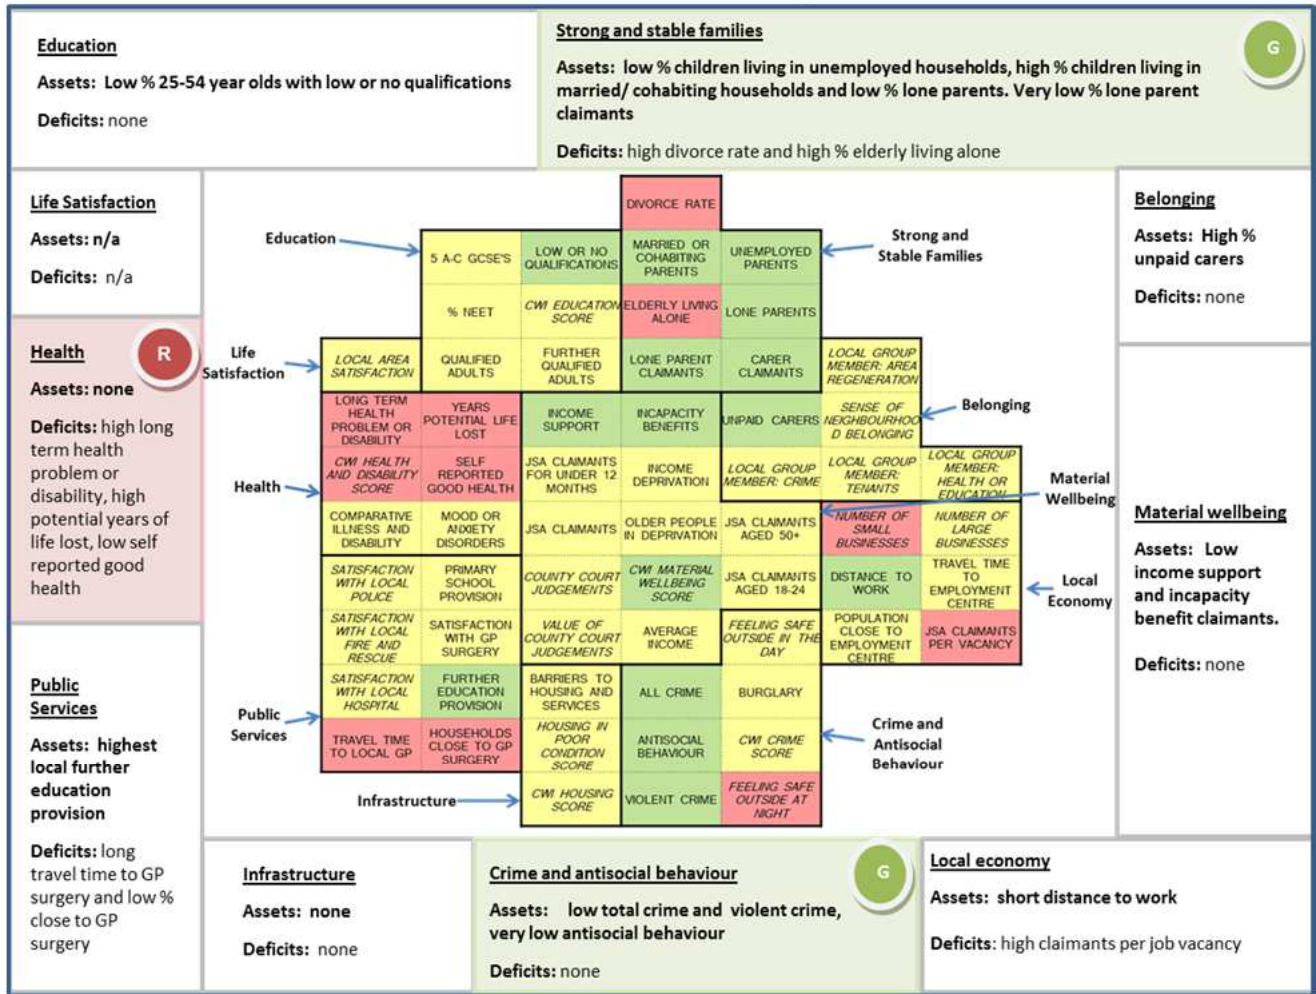 Education
Assets: Low % 25-54 year olds with low or no qualifications
Deficits: none
Strong and stable families
G
Assets: low % children living in unemployed households, high % children living in
married/ cohabiting households and low % lone parents. Very low % lone parent
claimants
Deficits: high divorce rate and high % elderly living alone
Life Satisfaction
Assets: n/a
Deficits: n/a
Health
R
Assets: none
Deficits: high long
term health
problem or
disability, high
potential years of
life lost, low self
reported good
health
Public
Services
Assets: highest
local further
education
provision
Deficits: long
travel time to GP
surgery and low %
close to GP
surgery
Education
Strong and
Stable Families
Life
Satisfaction
Belonging
Health
Material
Wellbeing
Local
Economy
Public
Services
Crime and
Antisocial
Behaviour
Infrastructure
DIVORCE RATE
5 A-C GCSE'S
LOW OR NO
QUALIFICATIONS
MARRIED OR
COHABITING
PARENTS
UNEMPLOYED
PARENTS
% NEET
CWI EDUCATION
SCORE
ELDERLY LIVING
ALONE
LONE PARENTS
LOCAL AREA
SATISFACTION
QUALIFIED
ADULTS
FURTHER
QUALIFIED
ADULTS
LONE PARENT
CLAIMANTS
CARER
CLAIMANTS
LOCAL GROUP
MEMBER: AREA
REGENERATION
LONG TERM
HEALTH
PROBLEM OR
DISABILITY
YEARS
POTENTIAL LIFE
LOST
INCOME
SUPPORT
INCAPACITY
BENEFITS
UNPAID CARERS
SENSE OF
NEIGHBOURHOO
D BELONGING
CWI HEALTH
AND DISABILITY
SCORE
SELF
REPORTED
GOOD HEALTH
JSA CLAIMANTS
FOR UNDER 12
MONTHS
INCOME
DEPRIVATION
LOCAL GROUP
MEMBER: CRIME
LOCAL GROUP
MEMBER:
TENANTS
LOCAL GROUP
MEMBER:
HEALTH OR
EDUCATION
COMPARATIVE
ILLNESS AND
DISABILITY
MOOD OR
ANXIETY
DISORDERS
JSA CLAIMANTS
OLDER PEOPLE
IN DEPRIVATION
JSA CLAIMANTS
AGED 50+
NUMBER OF
SMALL
BUSINESSES
NUMBER OF
LARGE
BUSINESSES
SATISFACTION
WITH LOCAL
POLICE
PRIMARY
SCHOOL
PROVISION
COUNTY COURT
JUDGEMENTS
CWI MATERIAL
WELLBEING
SCORE
JSA CLAIMANTS
AGED 18-24
DISTANCE TO
WORK
TRAVEL TIME
TO
EMPLOYMENT
CENTRE
SATISFACTION
WITH LOCAL
FIRE AND
RESCUE
SATISFACTION
WITH GP
SURGERY
VALUE OF
COUNTY COURT
JUDGEMENTS
AVERAGE
INCOME
FEELING SAFE
OUTSIDE IN THE
DAY
POPULATION
CLOSE TO
EMPLOYMENT
CENTRE
JSA CLAIMANTS
PER VACANCY
SATISFACTION
WITH LOCAL
HOSPITAL
FURTHER
EDUCATION
PROVISION
BARRIERS TO
HOUSING AND
SERVICES
ALL CRIME
BURGLARY
TRAVEL TIME
TO LOCAL GP
HOUSEHOLDS
CLOSE TO GP
SURGERY
HOUSING IN
POOR
CONDITION
SCORE
ANTISOCIAL
BEHAVIOUR
CWI CRIME
SCORE
CWI HOUSING
SCORE
VIOLENT CRIME
FEELING SAFE
OUTSIDE AT
NIGHT
Belonging
Assets: High %
unpaid carers
Deficits: none
Material wellbeing
Assets: Low
income support
and incapacity
benefit claimants.
Deficits: none
Infrastructure
Assets: none
Deficits: none
Crime and antisocial behaviour
G
Assets: low total crime and violent crime,
very low antisocial behaviour
Deficits: none
Local economy
Assets: short distance to work
Deficits: high claimants per job vacancy